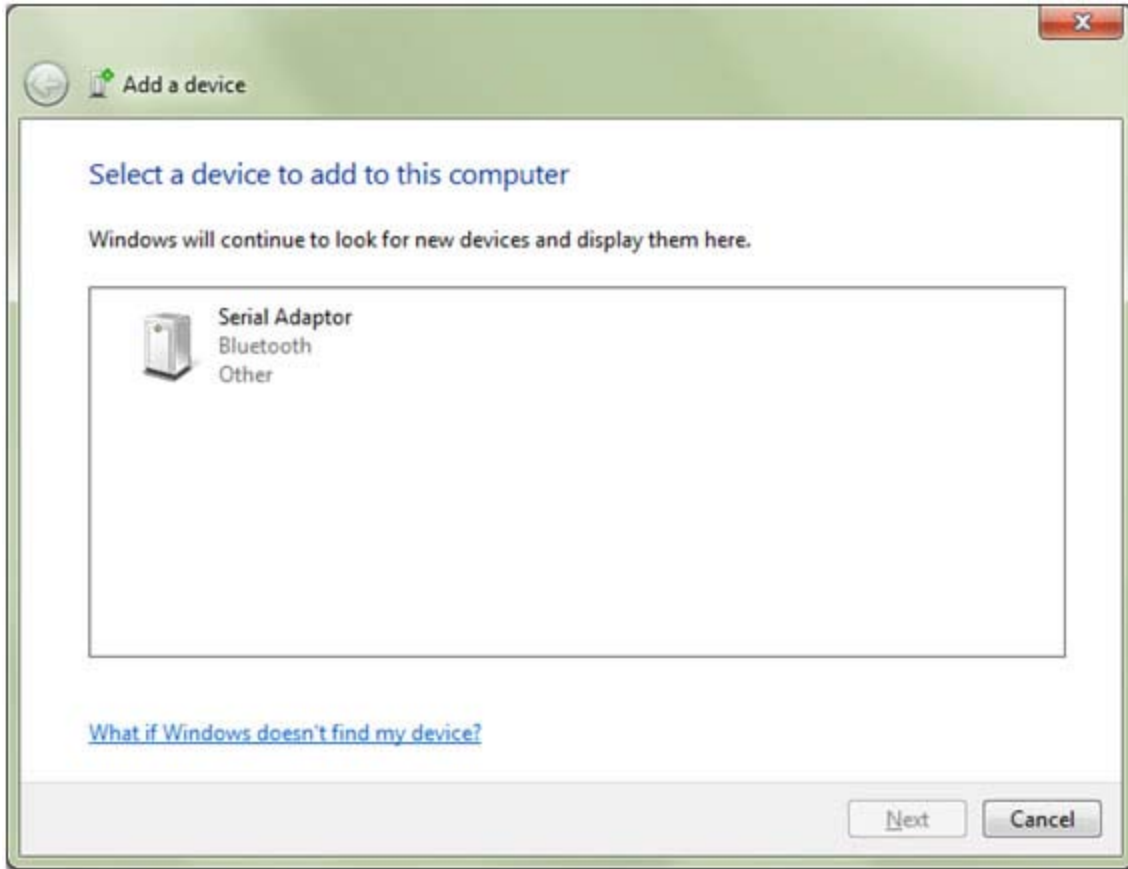 Add a device
Select a device to add to this computer
Windows will continue to look for new devices and display them here.
Serial Adaptor
Bluetooth
Other
What if Windows doesn't find my device?
Next
Cancel